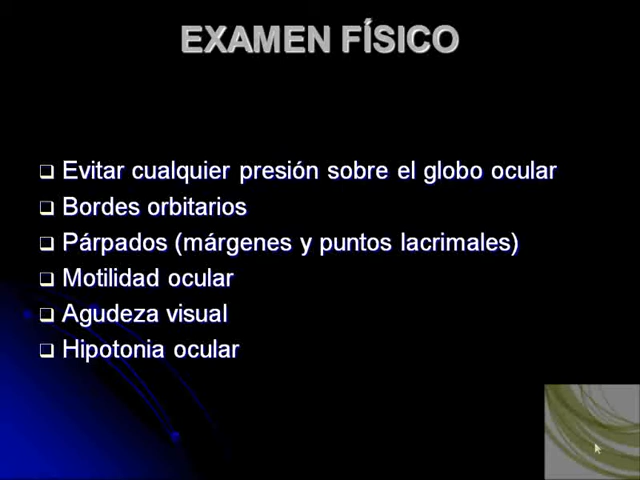 EXAMEN FÍSICO
Evitar cualquier presión sobre el globo ocular
Bordes orbitarios
Párpados (márgenes y puntos lacrimales)
Motilidad ocular
Agudeza visual
Hipotonia ocular